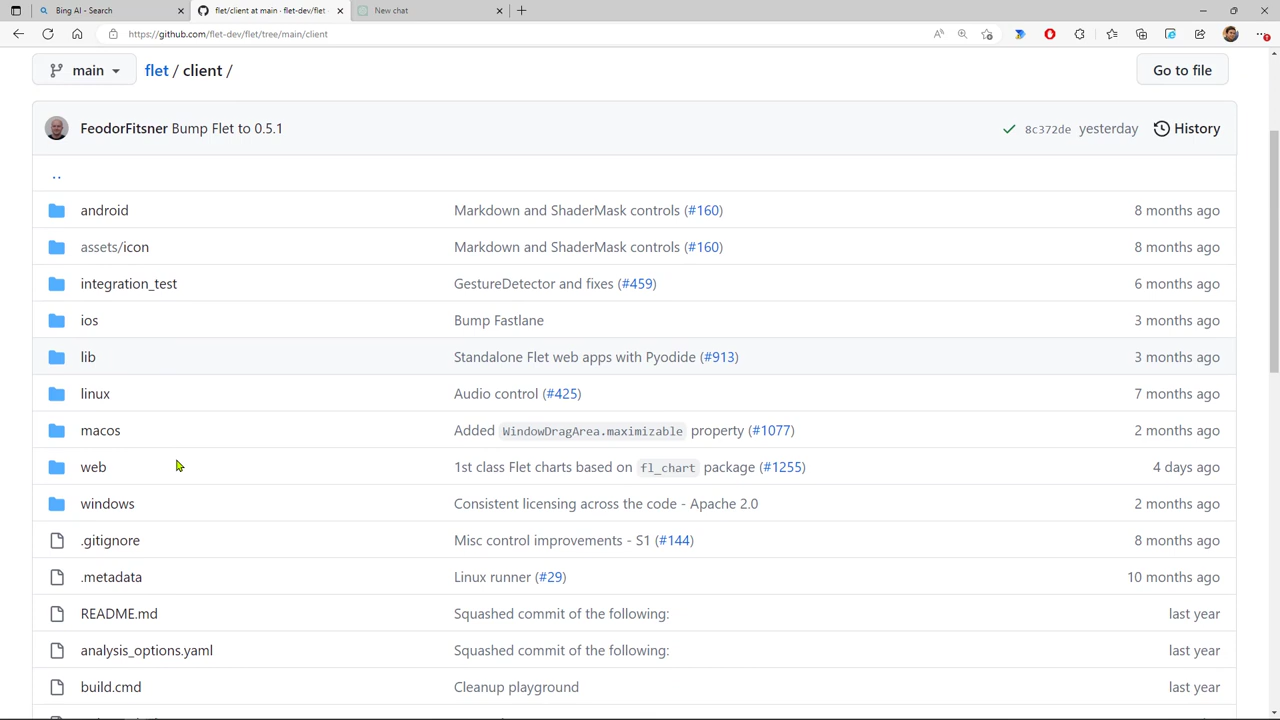 Bing AI - Search
flet/client at main · flet-dev/flet
New chat
https://github.com/flet-dev/flet/tree/main/client
main
flet / client /
Go to file
FeodorFitsner Bump Flet to 0.5.1
8c372de yesterday
History
..
android Markdown and ShaderMask controls (#160) 8 months ago
assets/icon Markdown and ShaderMask controls (#160) 8 months ago
integration_test GestureDetector and fixes (#459) 6 months ago
ios Bump Fastlane 3 months ago
lib Standalone Flet web apps with Pyodide (#913) 3 months ago
linux Audio control (#425) 7 months ago
macos Added WindowDragArea.maximizable property (#1077) 2 months ago
web 1st class Flet charts based on fl_chart package (#1255) 4 days ago
windows Consistent licensing across the code - Apache 2.0 2 months ago
.gitignore Misc control improvements - S1 (#144) 8 months ago
.metadata Linux runner (#29) 10 months ago
README.md Squashed commit of the following: last year
analysis_options.yaml Squashed commit of the following: last year
build.cmd Cleanup playground last year